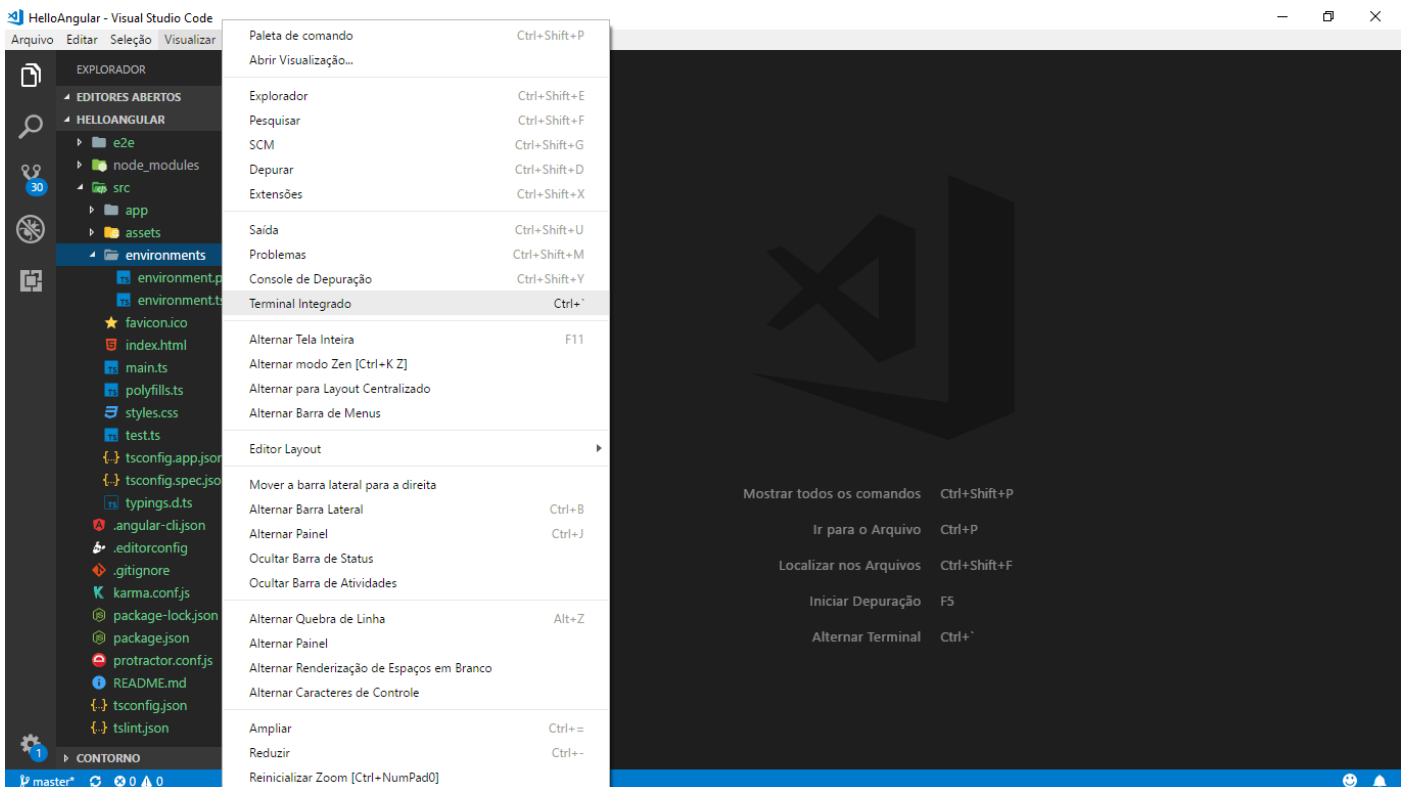 HelloAngular - Visual Studio Code
Arquivo Editar Seleção Visualizar
EXPLORADOR
EDITORES ABERTOS
HELLOANGULAR
e2e
node_modules
src
app
assets
environments
environment.p
environment.ts
favicon.ico
index.html
main.ts
polyfills.ts
styles.css
test.ts
tsconfig.app.json
tsconfig.spec.jso
typings.d.ts
.angular-cli.json
.editorconfig
.gitignore
karma.conf.js
package-lock.json
package.json
protractor.conf.js
README.md
tsconfig.json
tslint.json
CONTORNO
30
1
master* 0 0
Paleta de comando Ctrl+Shift+P
Abrir Visualização...
Explorador Ctrl+Shift+E
Pesquisar Ctrl+Shift+F
SCM Ctrl+Shift+G
Depurar Ctrl+Shift+D
Extensões Ctrl+Shift+X
Saída Ctrl+Shift+U
Problemas Ctrl+Shift+M
Console de Depuração Ctrl+Shift+Y
Terminal Integrado Ctrl+`
Alternar Tela Inteira F11
Alternar modo Zen [Ctrl+K Z]
Alternar para Layout Centralizado
Alternar Barra de Menus
Editor Layout
Mover a barra lateral para a direita
Alternar Barra Lateral Ctrl+B
Alternar Painel Ctrl+J
Ocultar Barra de Status
Ocultar Barra de Atividades
Alternar Quebra de Linha Alt+Z
Alternar Painel
Alternar Renderização de Espaços em Branco
Alternar Caracteres de Controle
Ampliar Ctrl+=
Reduzir Ctrl+-
Reinicializar Zoom [Ctrl+NumPad0]
Mostrar todos os comandos Ctrl+Shift+P
Ir para o Arquivo Ctrl+P
Localizar nos Arquivos Ctrl+Shift+F
Iniciar Depuração F5
Alternar Terminal Ctrl+`